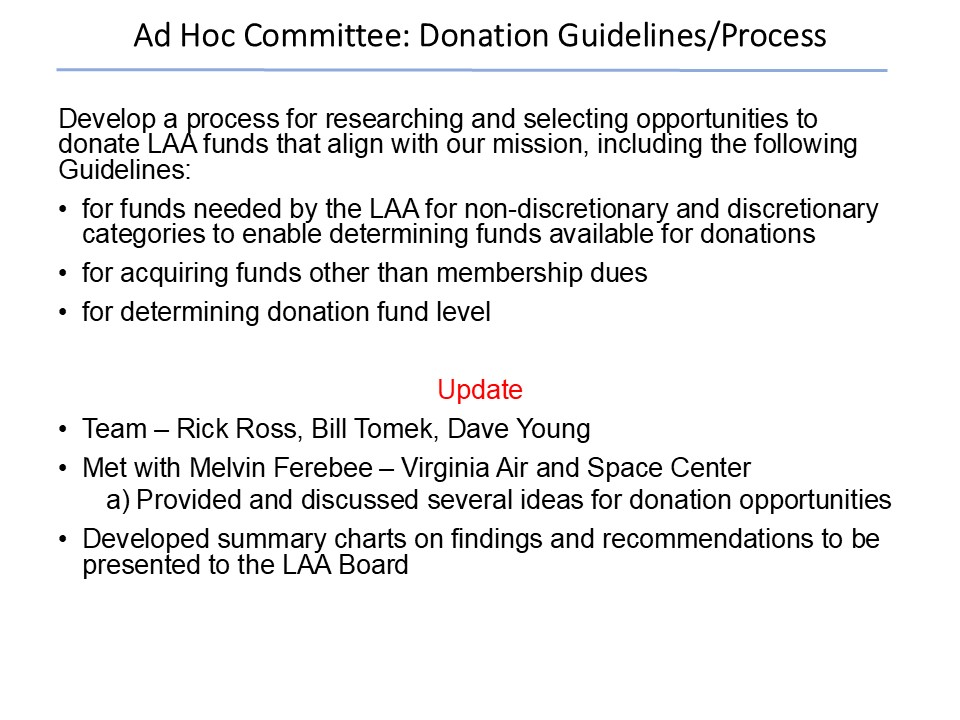 Ad Hoc Committee: Donation Guidelines/Process
Develop a process for researching and selecting opportunities to
donate LAA funds that align with our mission, including the following
Guidelines:
• for funds needed by the LAA for non-discretionary and discretionary
categories to enable determining funds available for donations
• for acquiring funds other than membership dues
• for determining donation fund level
Update
• Team – Rick Ross, Bill Tomek, Dave Young
• Met with Melvin Ferebee – Virginia Air and Space Center
a) Provided and discussed several ideas for donation opportunities
• Developed summary charts on findings and recommendations to be
presented to the LAA Board